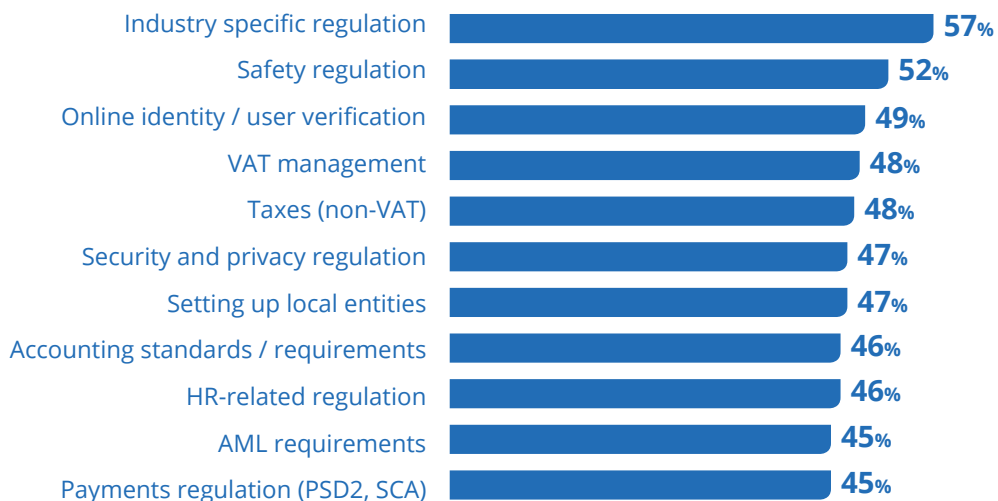 Industry specific regulation 57%
Safety regulation 52%
Online identity / user verification 49%
VAT management 48%
Taxes (non-VAT) 48%
Security and privacy regulation 47%
Setting up local entities 47%
Accounting standards / requirements 46%
HR-related regulation 46%
AML requirements 45%
Payments regulation (PSD2, SCA) 45%